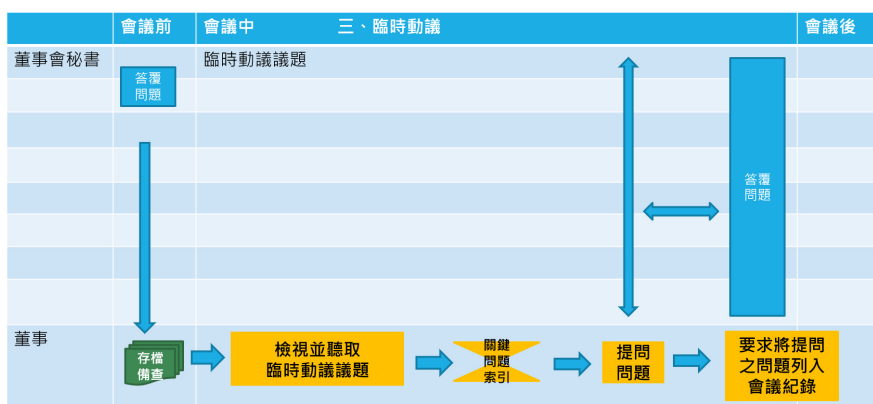 會議前
會議中
三、臨時動議
會議後
董事會秘書
臨時動議議題
答覆
問題
答覆
問題
董事
存檔
備查
檢視並聽取
臨時動議議題
關鍵
問題
索引
提問
問題
要求將提問
之問題列入
會議紀錄